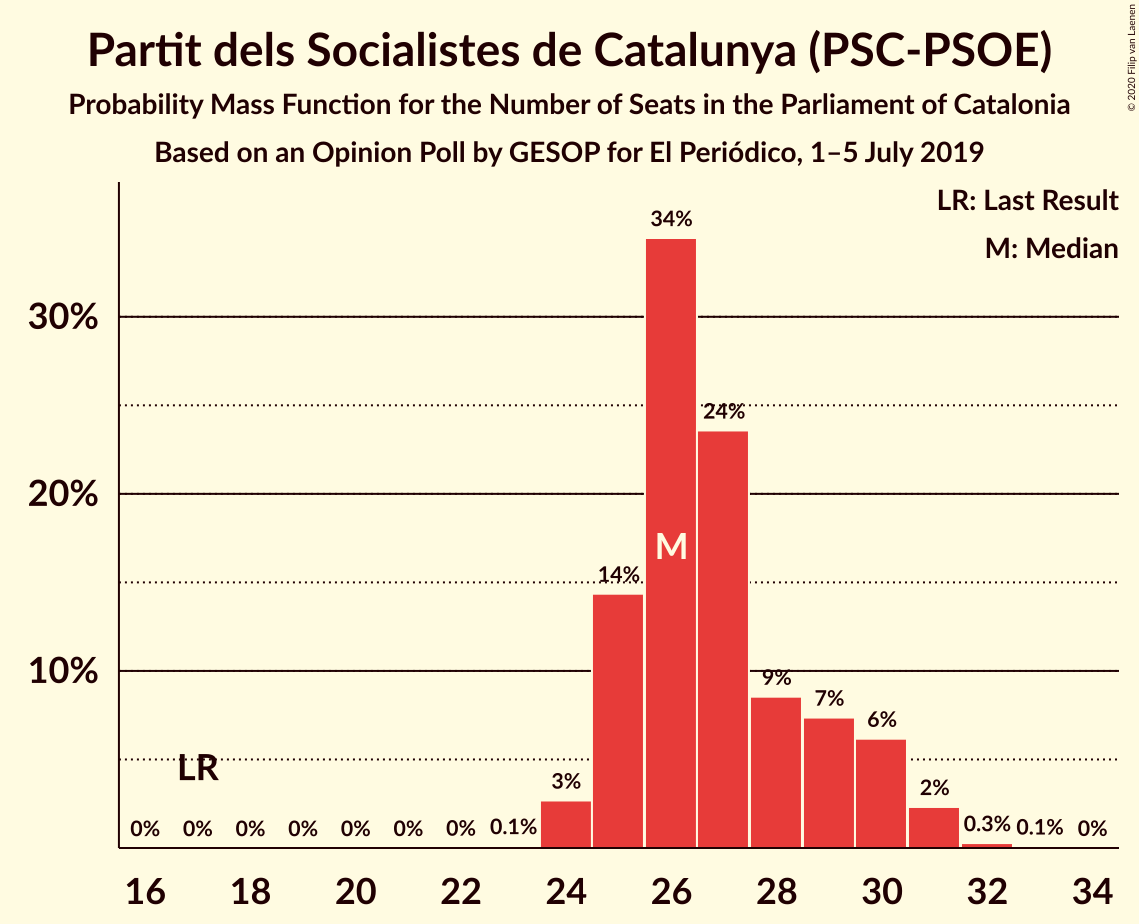 Partit dels Socialistes de Catalunya (PSC-PSOE)
Probability Mass Function for the Number of Seats in the Parliament of Catalonia
Based on an Opinion Poll by GESOP for El Periódico, 1–5 July 2019
© 2020 Filip van Laenen
LR: Last Result
M: Median
34%
30%
24%
20%
M
14%
10%
9%
7%
6%
LR
3%
2%
0% 0% 0% 0% 0% 0% 0% 0.1% 0.3% 0.1% 0%
16 18 20 22 24 26 28 30 32 34